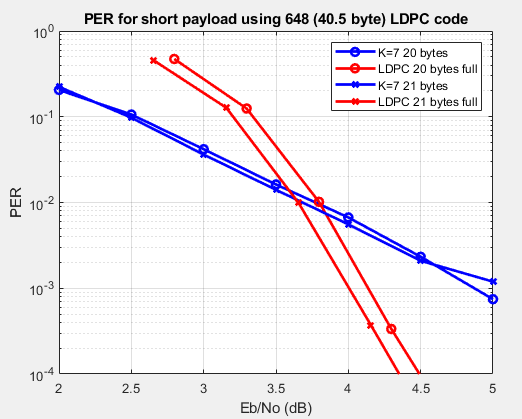 PER for short payload using 648 (40.5 byte) LDPC code
10^0
10^-1
10^-2
10^-3
10^-4
PER
K=7 20 bytes
LDPC 20 bytes full
K=7 21 bytes
LDPC 21 bytes full
2 2.5 3 3.5 4 4.5 5
Eb/No (dB)